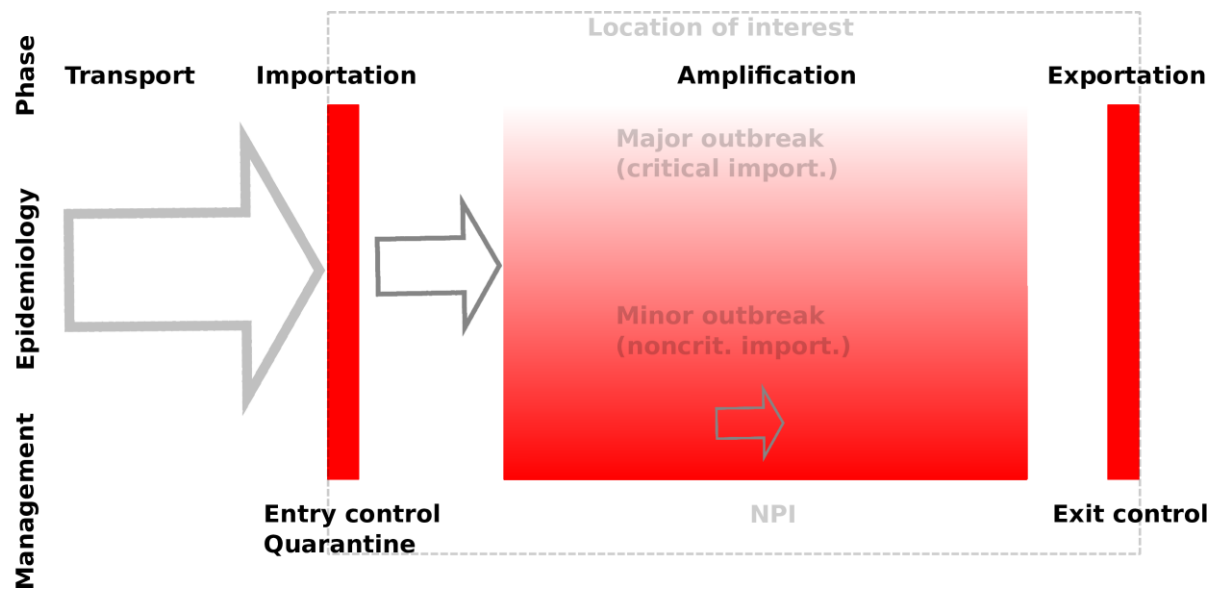 Location of interest
Phase
Transport
Importation
Amplification
Exportation
Epidemiology
Major outbreak
(critical import.)
Minor outbreak
(noncrit. import.)
Management
Entry control
Quarantine
NPI
Exit control